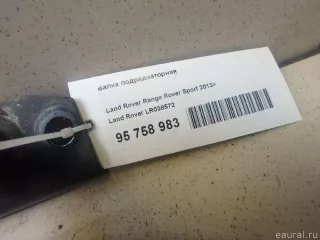 Балка подрадиаторная
Land Rover Range Rover Sport 2013>
Land Rover LR038572
95 758 983
eaural.ru